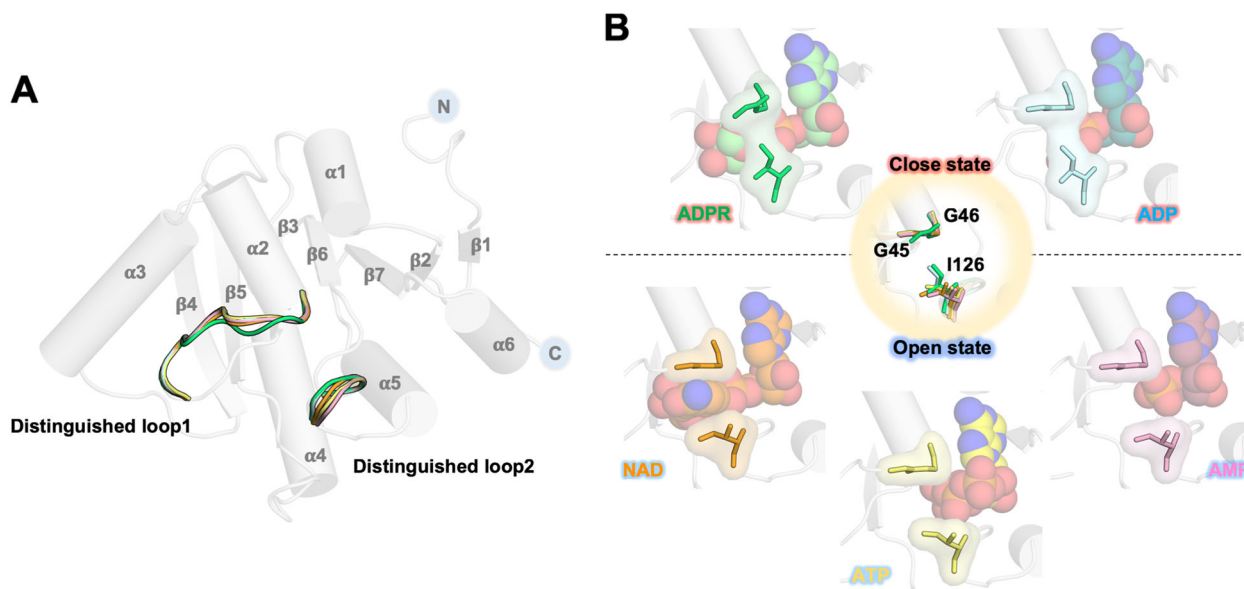 A
N
α1
β3
α2
β6
β1
α3
β7
β2
β4
β5
α6
C
α5
Distinguished loop1
Distinguished loop2
α4
B
Close state
ADPR
ADP
G46
G45
I126
Open state
NAD
AMP
ATP